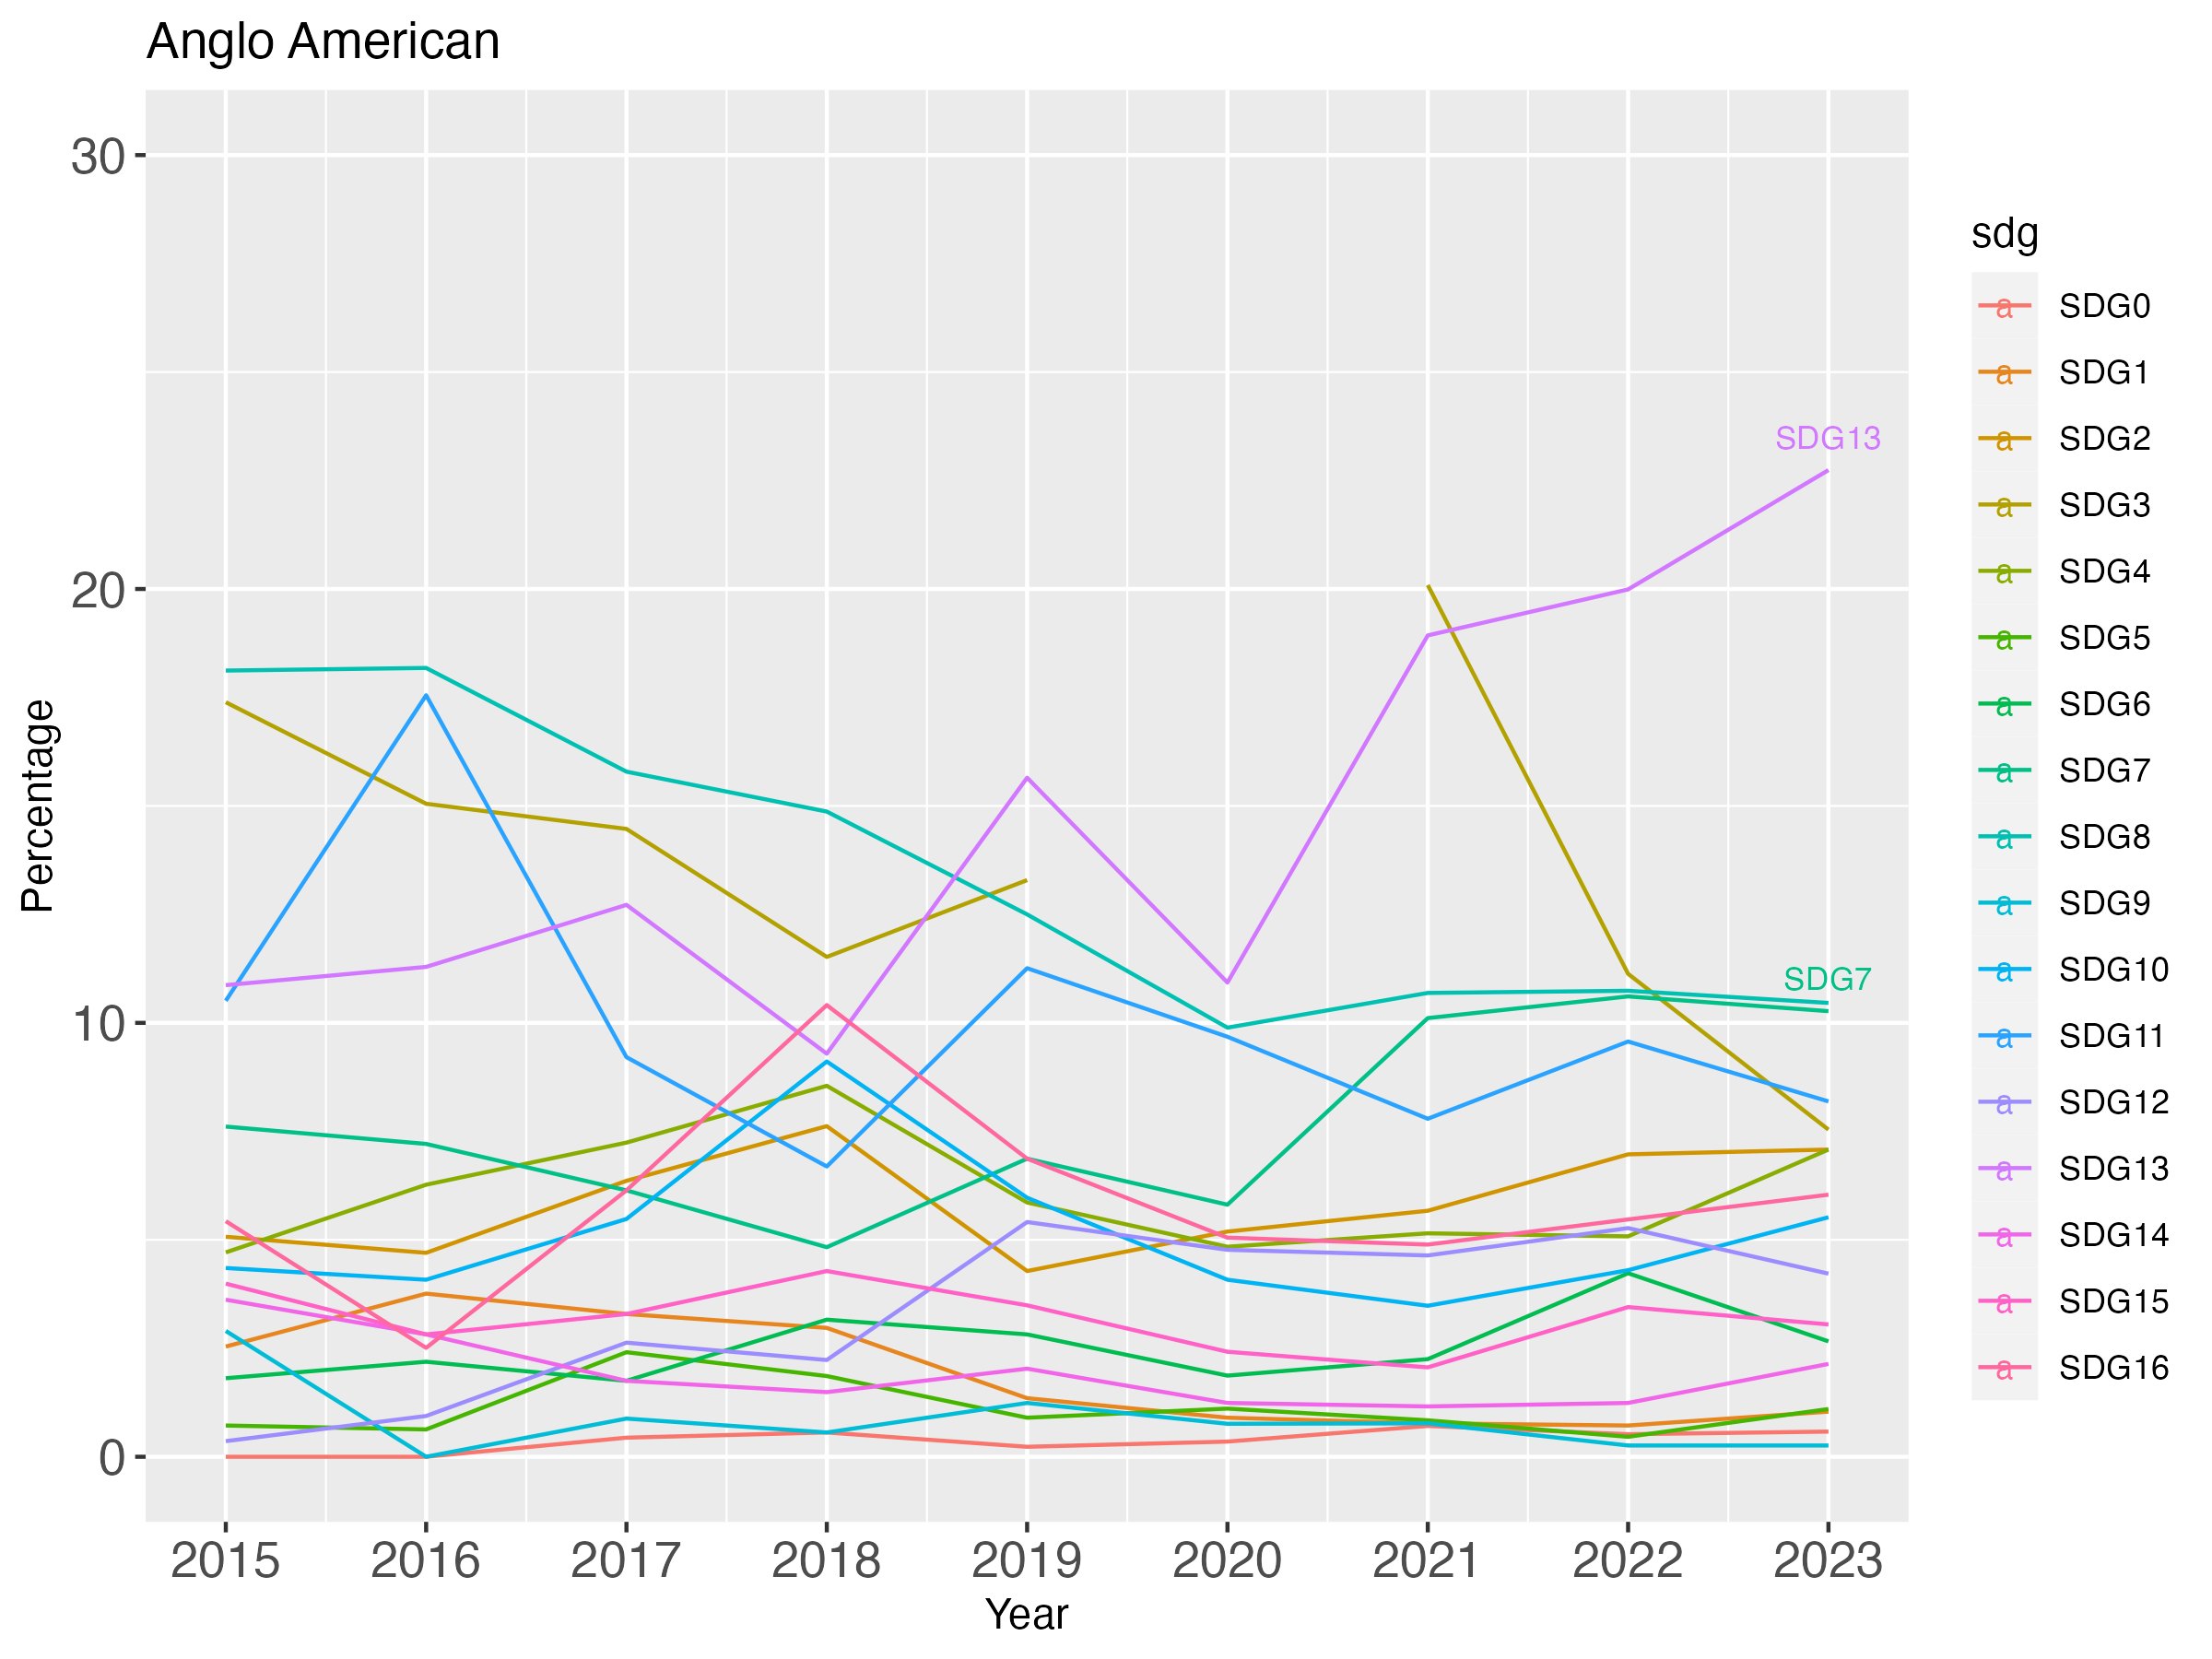 Anglo American
30
20
10
0
Percentage
2015 2016 2017 2018 2019 2020 2021 2022 2023
Year
SDG13
SDG7
sdg
a SDG0
a SDG1
a SDG2
a SDG3
a SDG4
a SDG5
a SDG6
a SDG7
a SDG8
a SDG9
a SDG10
a SDG11
a SDG12
a SDG13
a SDG14
a SDG15
a SDG16